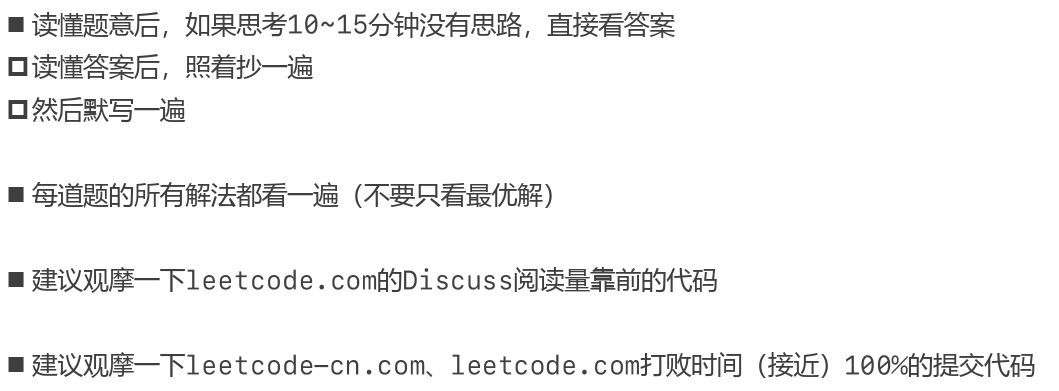 ■ 读懂题意后，如果思考10~15分钟没有思路，直接看答案
□ 读懂答案后，照着抄一遍
□ 然后默写一遍
■ 每道题的所有解法都看一遍（不要只看最优解）
■ 建议观摩一下leetcode.com的Discuss阅读量靠前的代码
■ 建议观摩一下leetcode-cn.com、leetcode.com打败时间（接近）100%的提交代码